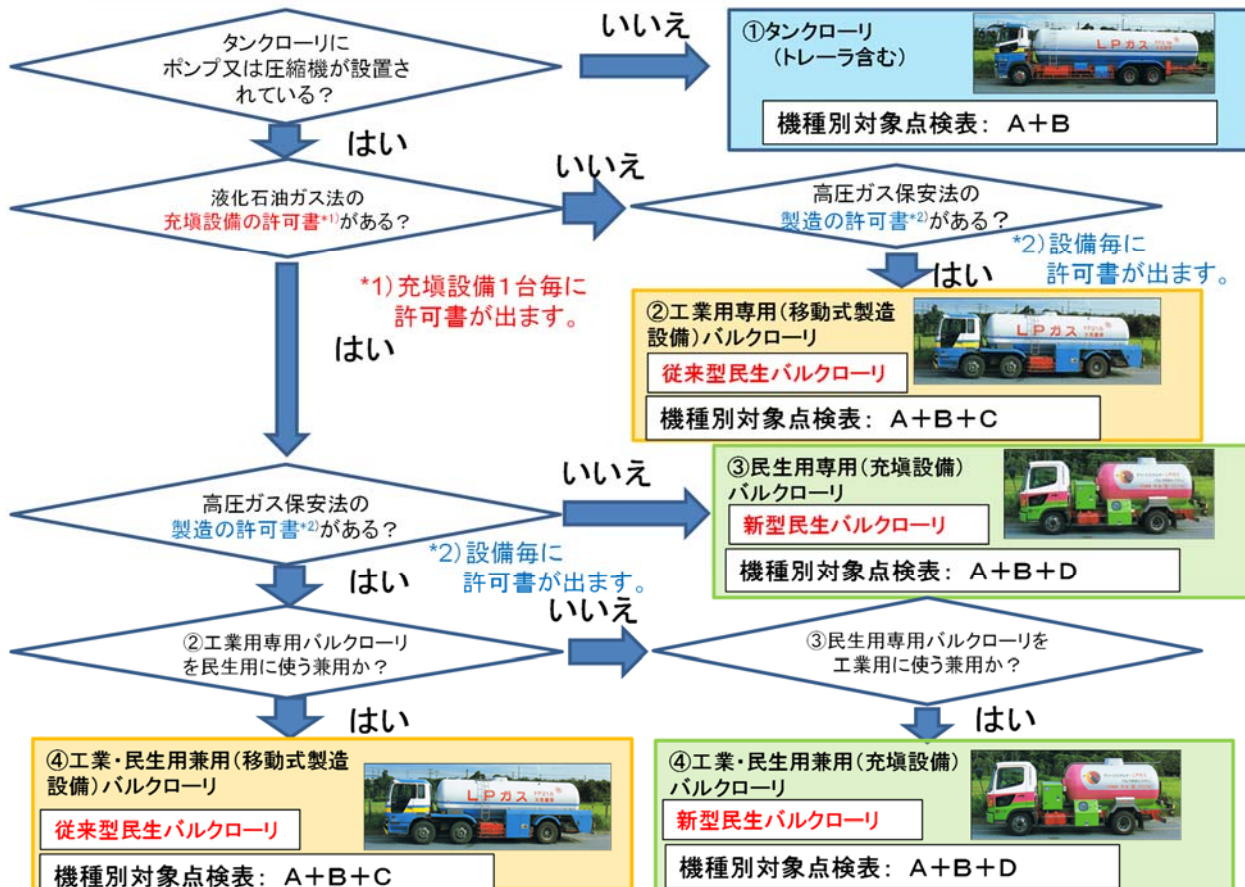 タンクローリに
ポンプ又は圧縮機が設置さ
れている？
いいえ
①タンクローリ
（トレーラ含む）
LPガス
機種別対象点検表： A＋B
はい
液化石油ガス法の
充塡設備の許可書*1)がある？
いいえ
高圧ガス保安法の
製造の許可書*2)がある？
*2）設備毎に
許可書が出ます。
はい
*1）充塡設備１台毎に
許可書が出ます。
はい
②工業用専用（移動式製造
設備）バルクローリ
LPガス
従来型民生バルクローリ
機種別対象点検表： A＋B＋C
高圧ガス保安法の
製造の許可書*2)がある？
いいえ
③民生用専用（充塡設備）
バルクローリ
新型民生バルクローリ
機種別対象点検表： A＋B＋D
*2）設備毎に
許可書が出ます。
はい
②工業用専用バルクローリ
を民生用に使う兼用か？
いいえ
③民生用専用バルクローリを
工業用に使う兼用か？
はい
はい
④工業・民生用兼用（移動式製造
設備）バルクローリ
LPガス
従来型民生バルクローリ
機種別対象点検表： A＋B＋C
④工業・民生用兼用（充塡設備）
バルクローリ
新型民生バルクローリ
機種別対象点検表： A＋B＋D